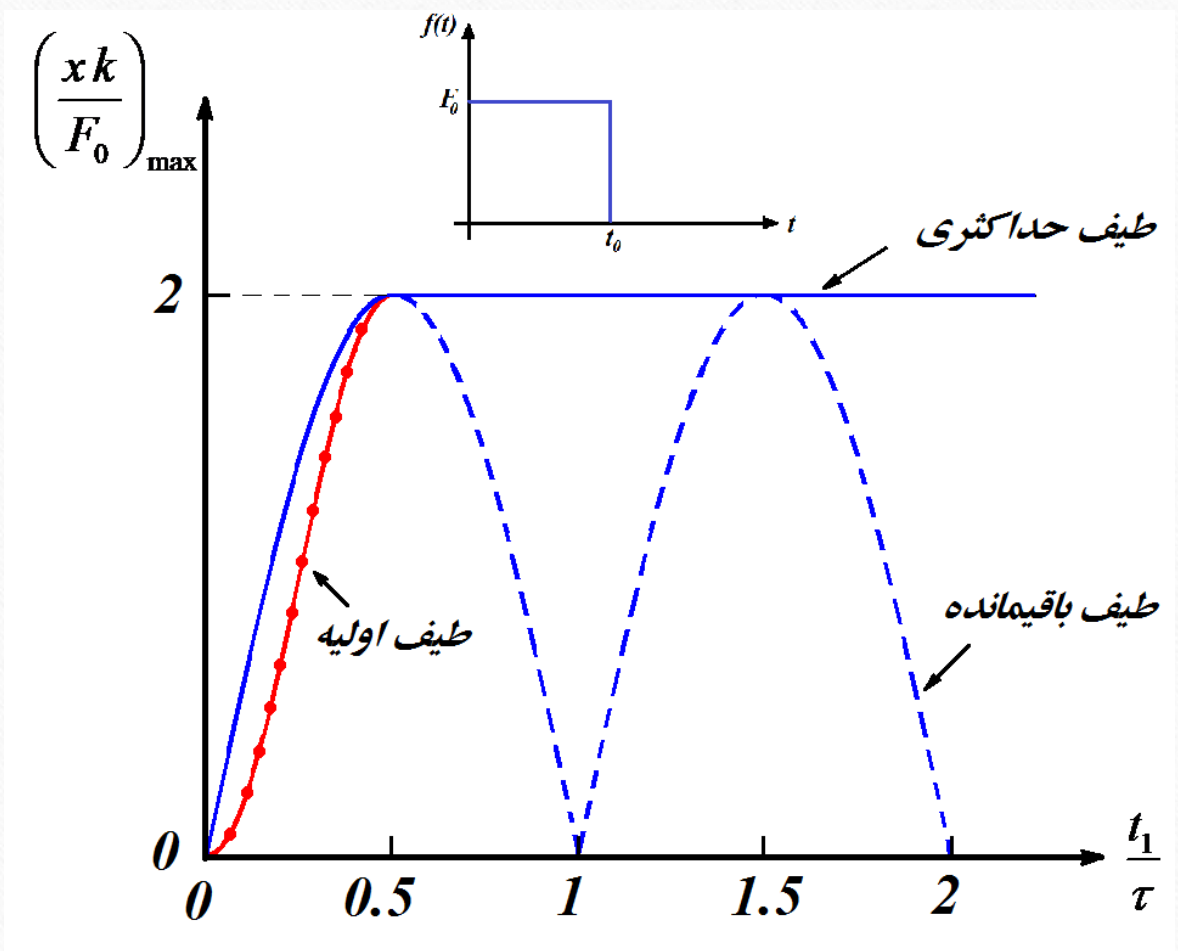 (x k / F₀)max
f(t)
F₀
t₀
t
طیف حداکثری
2
طیف باقیمانده
طیف اولیه
0
t₁/τ
0 0.5 1 1.5 2